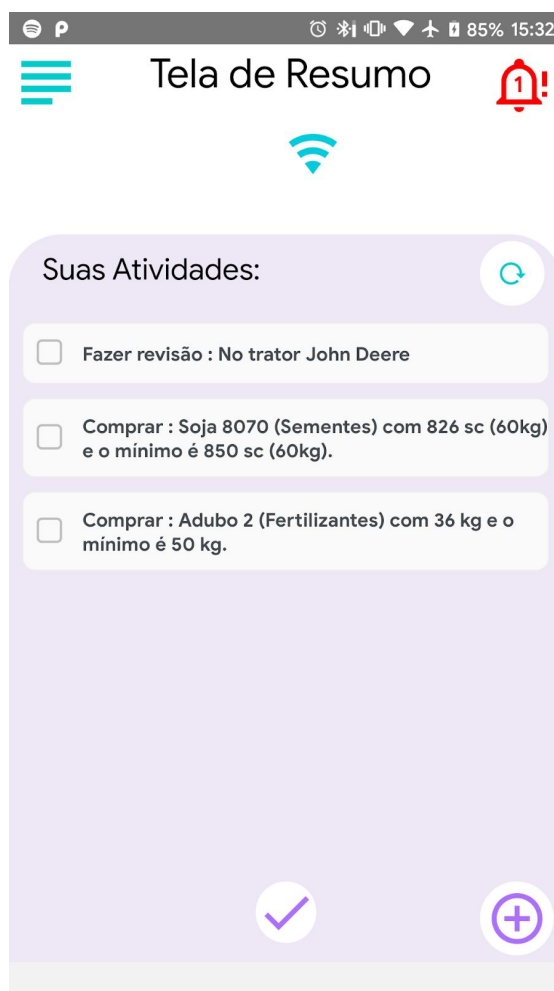 85% 15:32
Tela de Resumo
1
Suas Atividades:
Fazer revisão : No trator John Deere
Comprar : Soja 8070 (Sementes) com 826 sc (60kg)
e o mínimo é 850 sc (60kg).
Comprar : Adubo 2 (Fertilizantes) com 36 kg e o
mínimo é 50 kg.